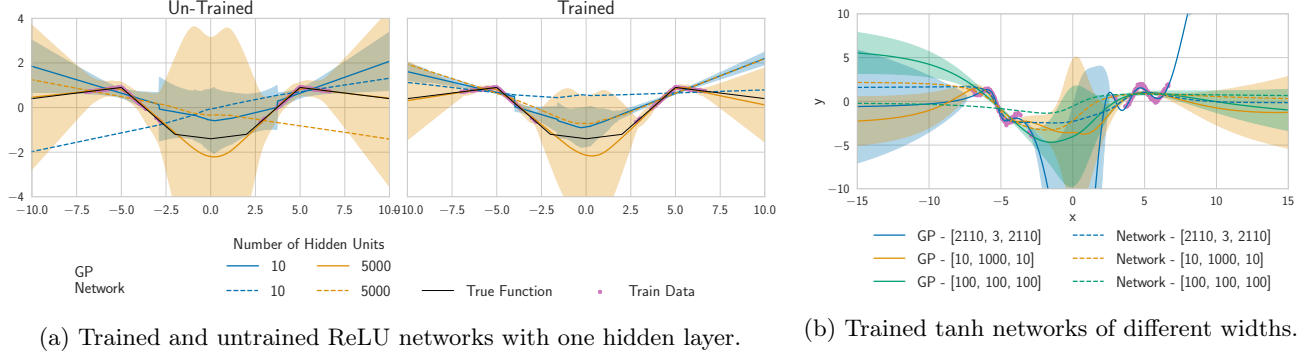 Un-Trained
Trained
4
2
0
−2
−4
−10.0 −7.5 −5.0 −2.5 0.0 2.5 5.0 7.5 10.0
−10.0 −7.5 −5.0 −2.5 0.0 2.5 5.0 7.5 10.0
Number of Hidden Units
GP
10
5000
Network
10
5000
True Function
Train Data
(a) Trained and untrained ReLU networks with one hidden layer.
10
5
0
−5
−10
y
−15 −10 −5 0 5 10 15
x
GP - [2110, 3, 2110]
Network - [2110, 3, 2110]
GP - [10, 1000, 10]
Network - [10, 1000, 10]
GP - [100, 100, 100]
Network - [100, 100, 100]
(b) Trained tanh networks of different widths.